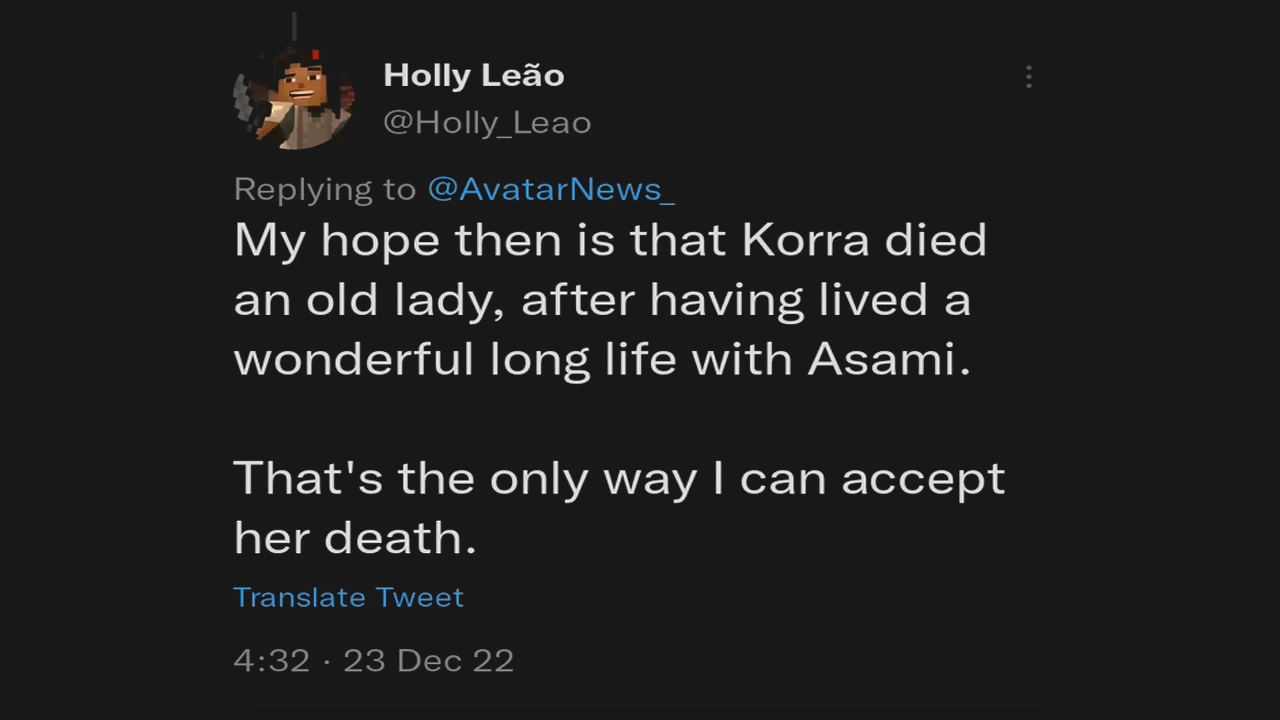 Holly Leão
@Holly_Leao
Replying to @AvatarNews_
My hope then is that Korra died
an old lady, after having lived a
wonderful long life with Asami.
That's the only way I can accept
her death.
Translate Tweet
4:32 · 23 Dec 22